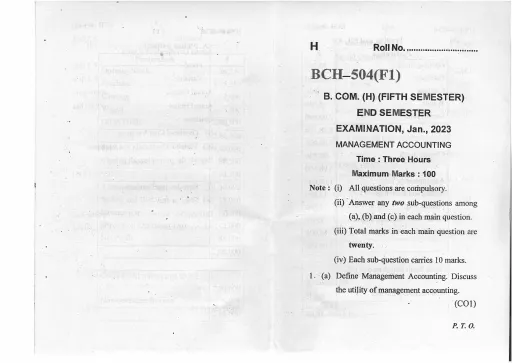 H Roll No. ...............................
BCH–504(F1)
B. COM. (H) (FIFTH SEMESTER)
END SEMESTER
EXAMINATION, Jan., 2023
MANAGEMENT ACCOUNTING
Time : Three Hours
Maximum Marks : 100
Note : (i) All questions are compulsory.
(ii) Answer any two sub-questions among
(a), (b) and (c) in each main question.
(iii) Total marks in each main question are
twenty.
(iv) Each sub-question carries 10 marks.
1. (a) Define Management Accounting. Discuss
the utility of management accounting.
(CO1)
P. T. O.